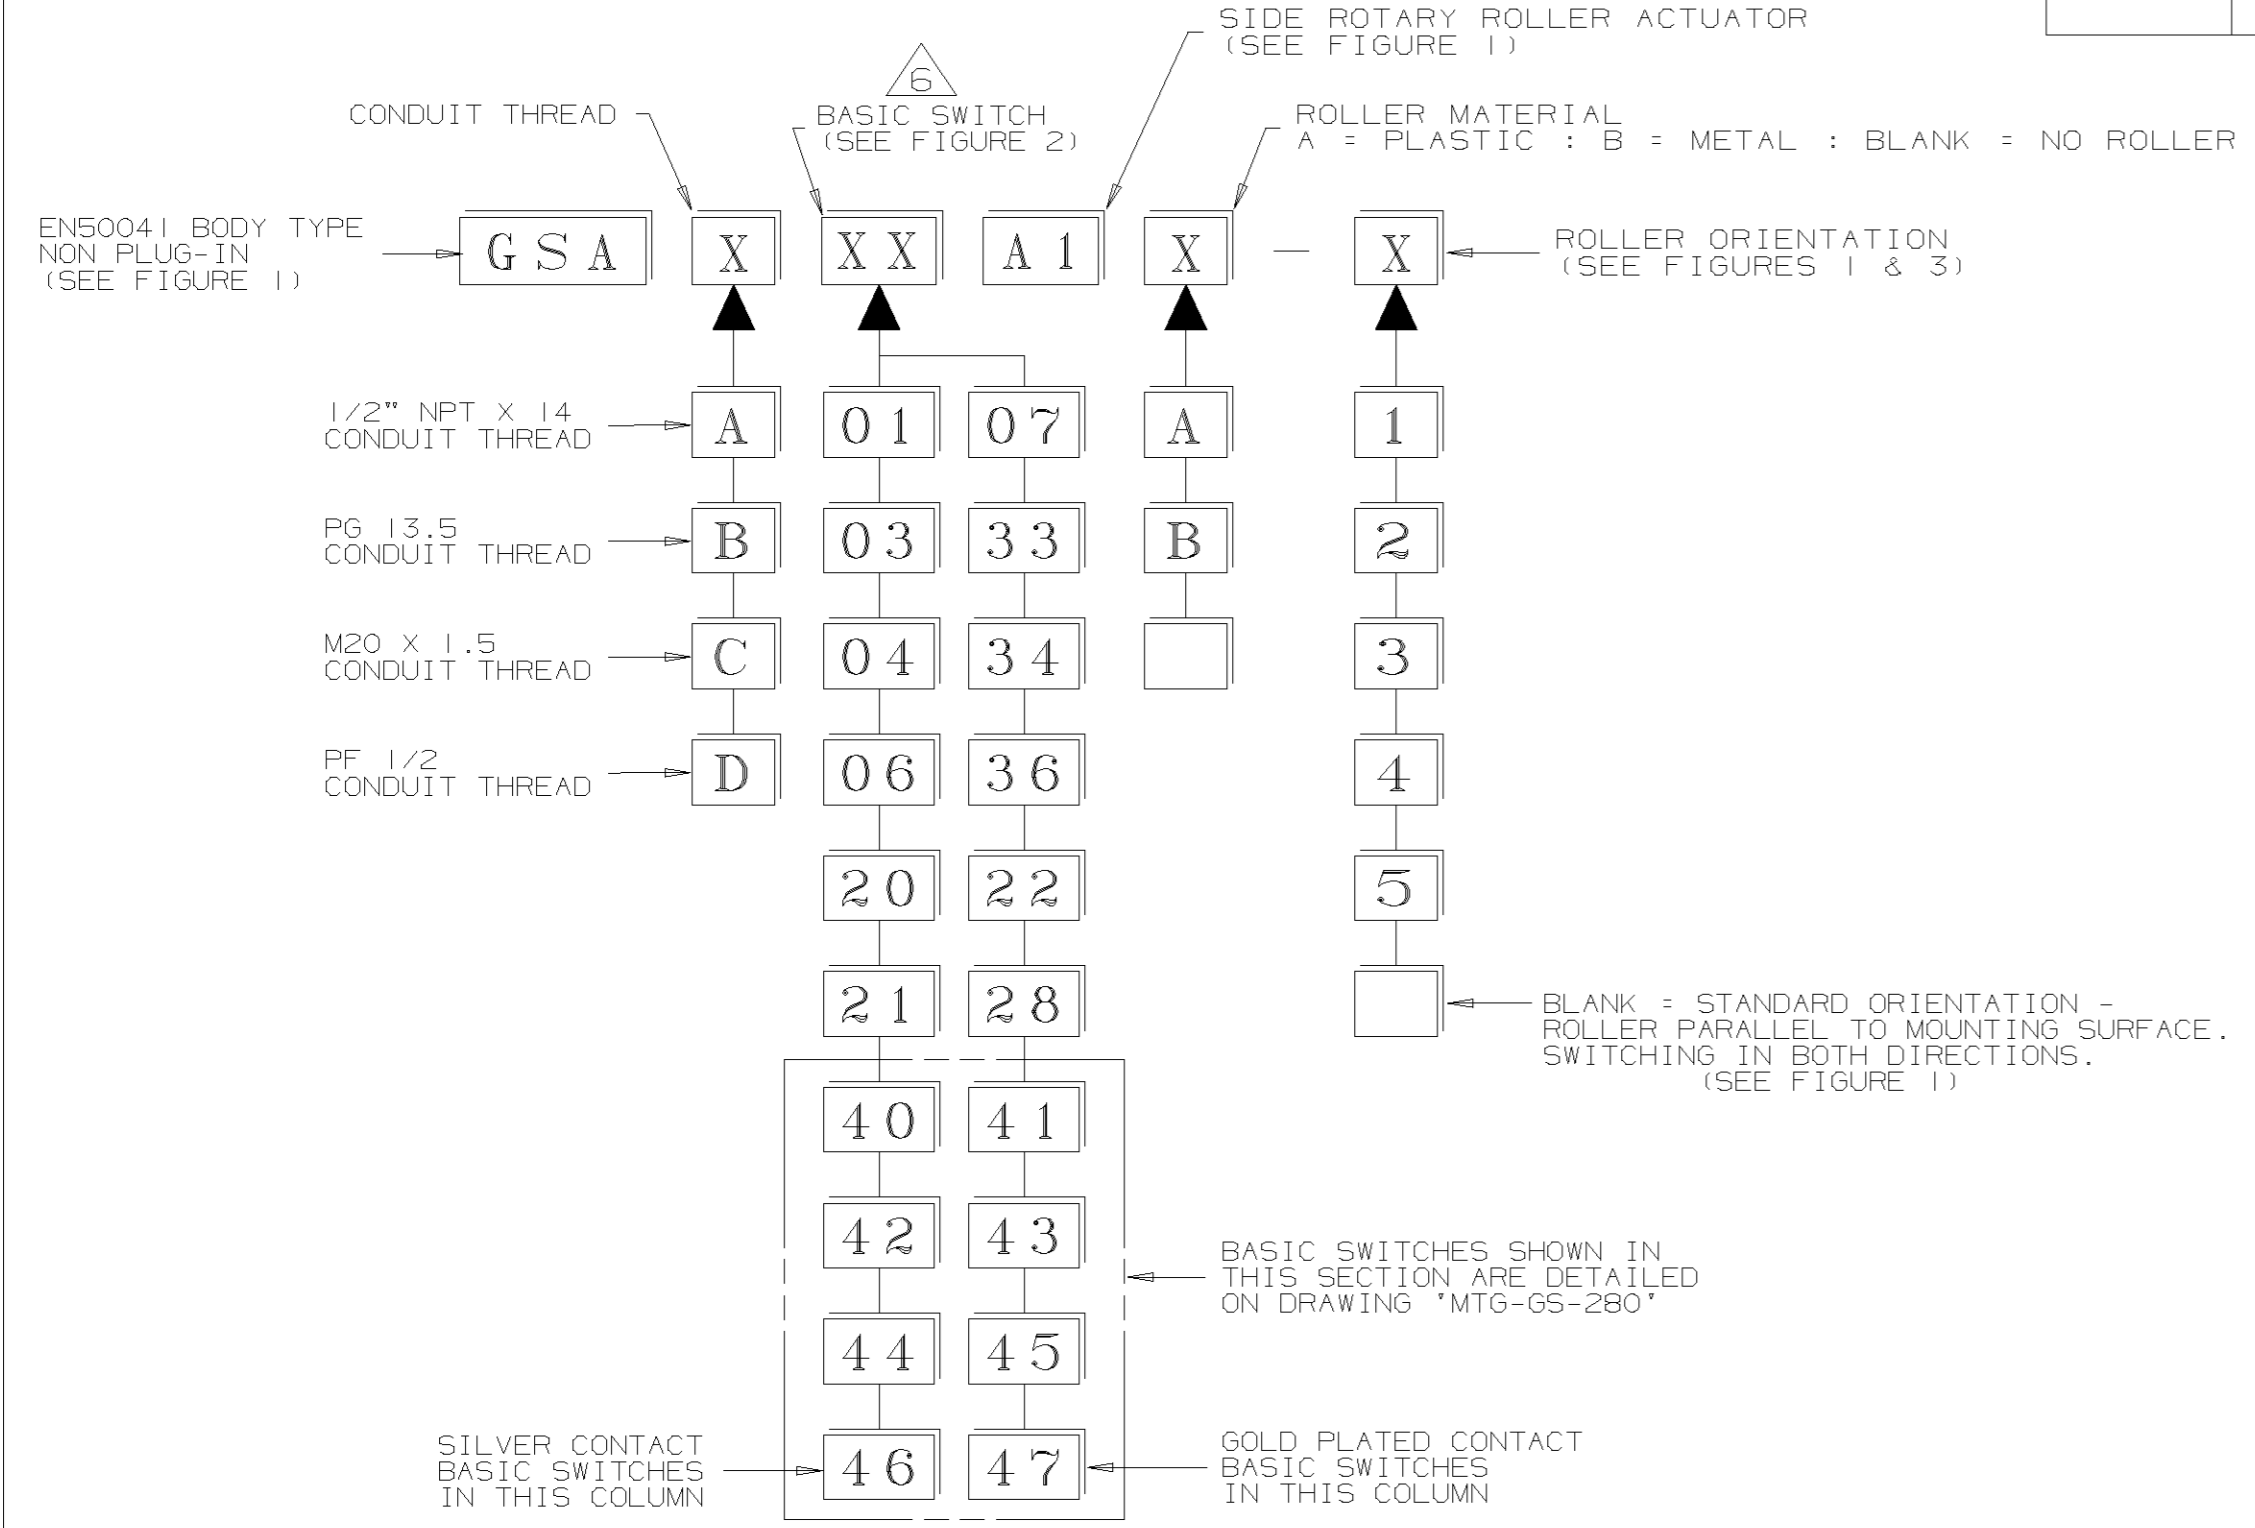 SIDE ROTARY ROLLER ACTUATOR
(SEE FIGURE 1)
6
CONDUIT THREAD
BASIC SWITCH
(SEE FIGURE 2)
ROLLER MATERIAL
A = PLASTIC : B = METAL : BLANK = NO ROLLER
EN50041 BODY TYPE
NON PLUG-IN
(SEE FIGURE 1)
GSA X XX A1 X - X
ROLLER ORIENTATION
(SEE FIGURES 1 & 3)
1/2" NPT X 14
CONDUIT THREAD
A 01 07 A 1
PG 13.5
CONDUIT THREAD
B 03 33 B 2
M20 X 1.5
CONDUIT THREAD
C 04 34 3
PF 1/2
CONDUIT THREAD
D 06 36 4
20 22 5
21 28
BLANK = STANDARD ORIENTATION -
ROLLER PARALLEL TO MOUNTING SURFACE.
SWITCHING IN BOTH DIRECTIONS.
(SEE FIGURE 1)
40 41
42 43
BASIC SWITCHES SHOWN IN
THIS SECTION ARE DETAILED
ON DRAWING 'MTG-GS-280'
44 45
SILVER CONTACT
BASIC SWITCHES
IN THIS COLUMN
46 47
GOLD PLATED CONTACT
BASIC SWITCHES
IN THIS COLUMN